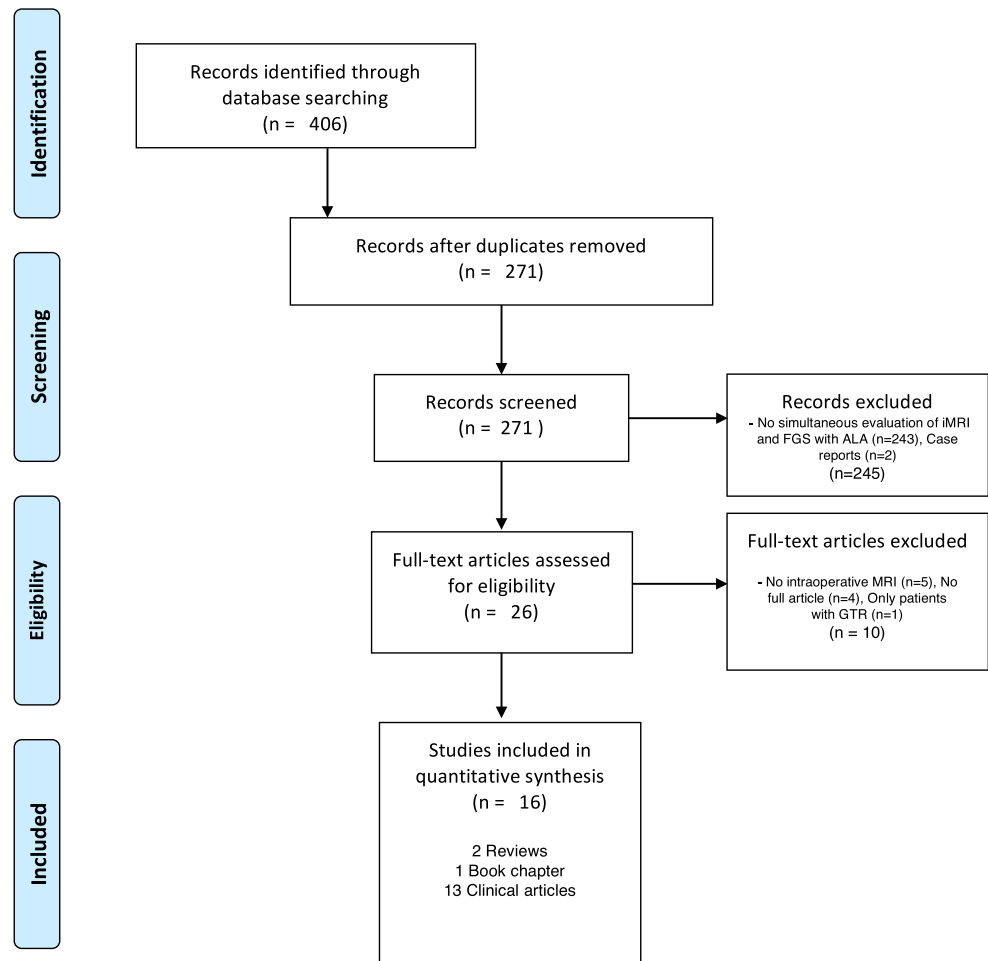 Identification
Records identified through
database searching
(n = 406)
Records after duplicates removed
(n = 271)
Screening
Records screened
(n = 271 )
Records excluded
- No simultaneous evaluation of iMRI
and FGS with ALA (n=243), Case
reports (n=2)
(n=245)
Eligibility
Full-text articles assessed
for eligibility
(n = 26)
Full-text articles excluded
- No intraoperative MRI (n=5), No
full article (n=4), Only patients
with GTR (n=1)
(n = 10)
Included
Studies included in
quantitative synthesis
(n = 16)
2 Reviews
1 Book chapter
13 Clinical articles